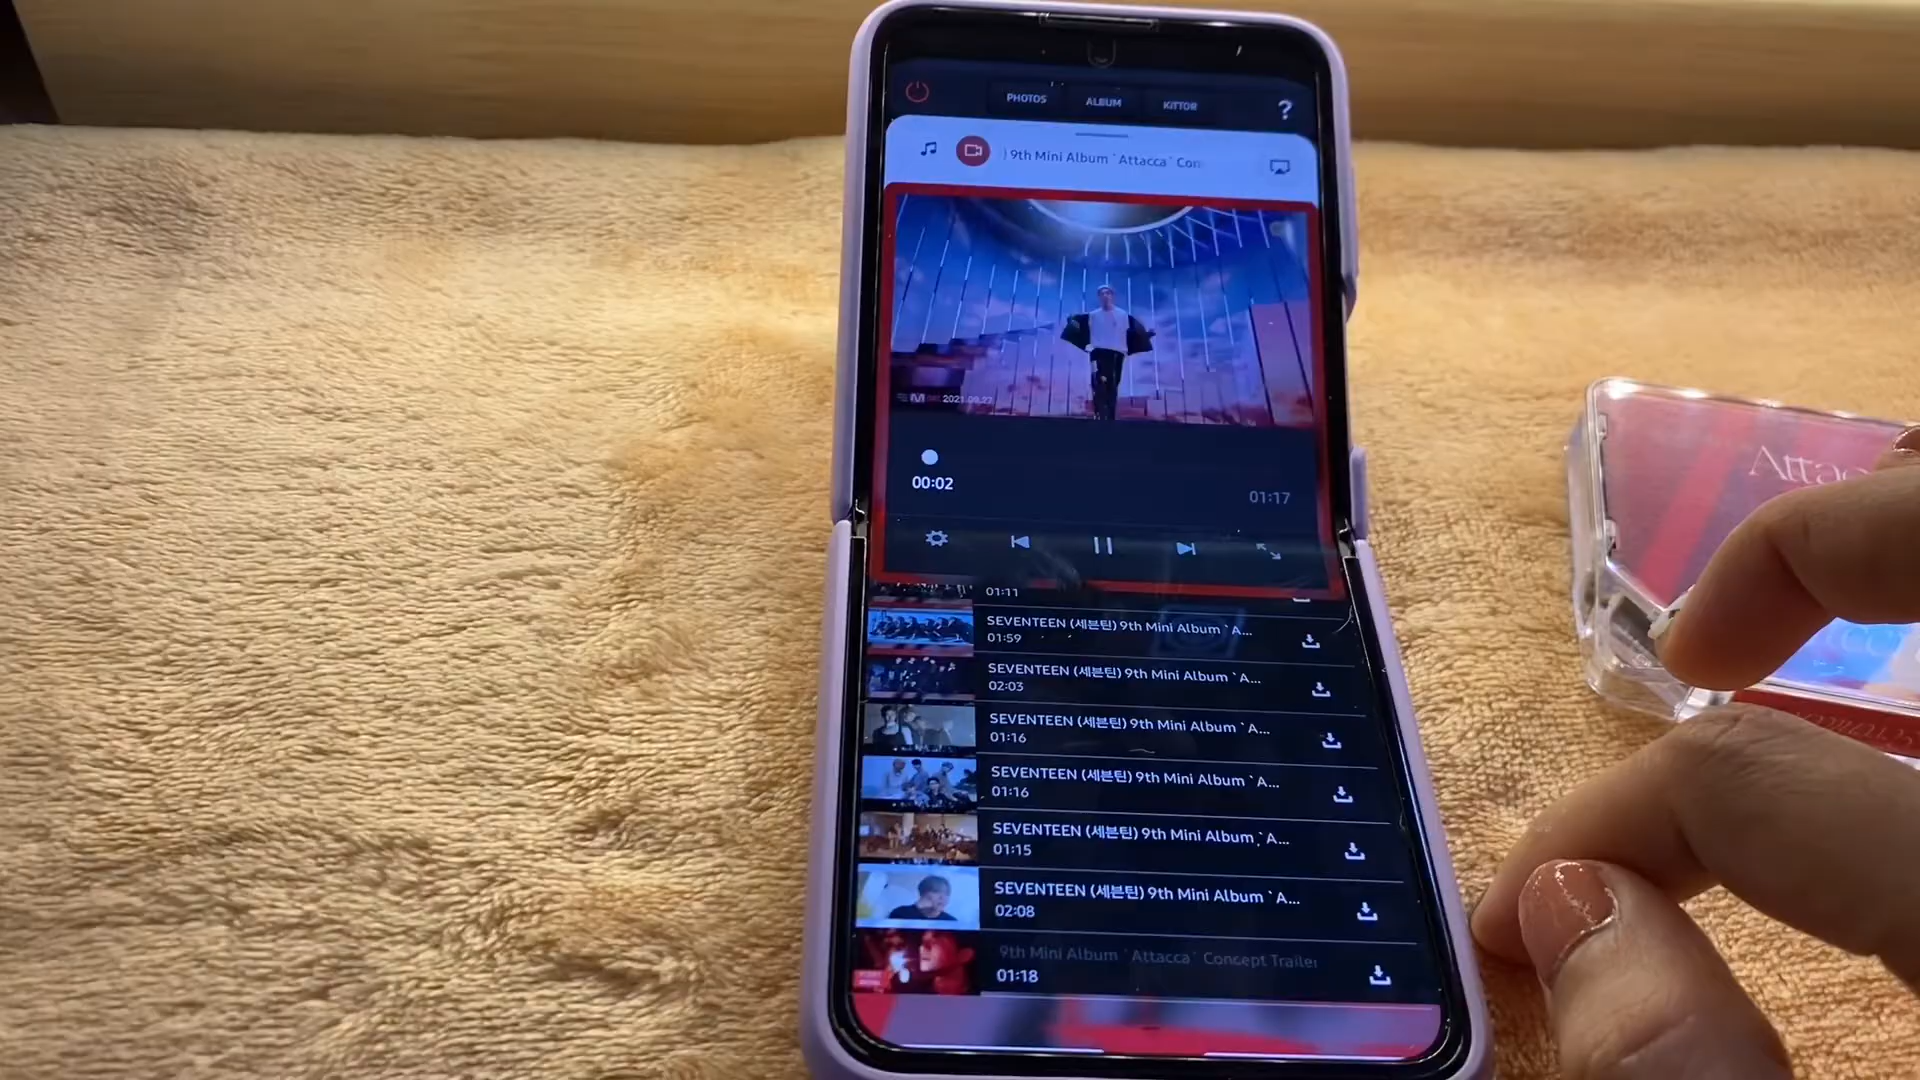 PHOTOS ALBUM KiTTOR ?
) 9th Mini Album `Attacca` Con
2021.09.27
00:02
01:17
01:11
SEVENTEEN (세븐틴) 9th Mini Album `A...
01:59
SEVENTEEN (세븐틴) 9th Mini Album `A...
02:03
SEVENTEEN (세븐틴) 9th Mini Album `A...
01:16
SEVENTEEN (세븐틴) 9th Mini Album `A...
01:16
SEVENTEEN (세븐틴) 9th Mini Album `A...
01:15
SEVENTEEN (세븐틴) 9th Mini Album `A...
02:08
9th Mini Album `Attacca` Concept Trailer
01:18
Attac